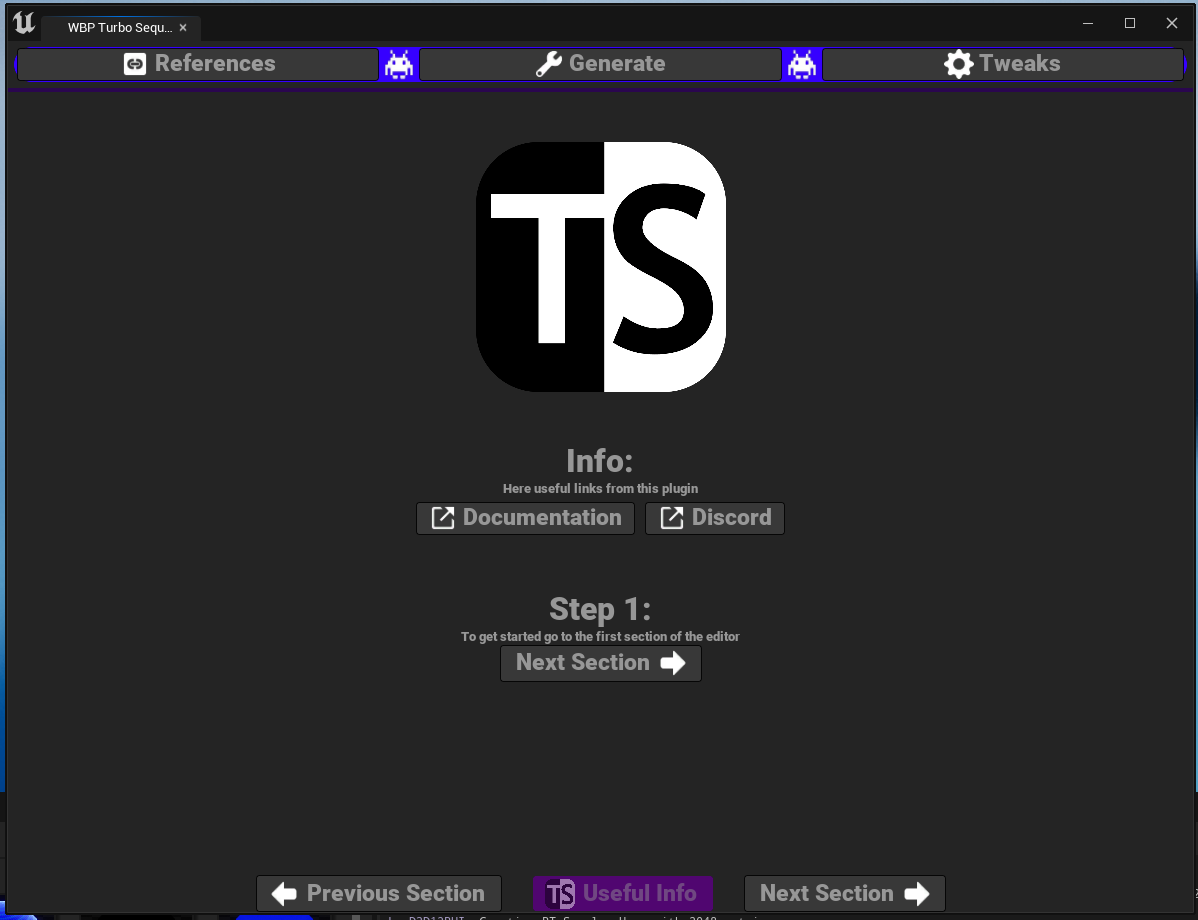 WBP Turbo Sequ...
References
Generate
Tweaks
TS
Info:
Here useful links from this plugin
Documentation
Discord
Step 1:
To get started go to the first section of the editor
Next Section
Previous Section
TS Useful Info
Next Section